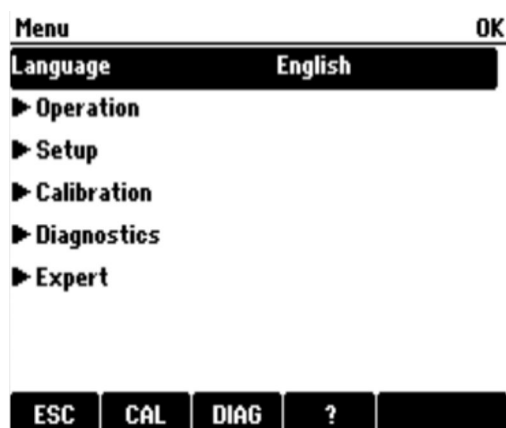 Menu OK
Language English
Operation
Setup
Calibration
Diagnostics
Expert
ESC CAL DIAG ?